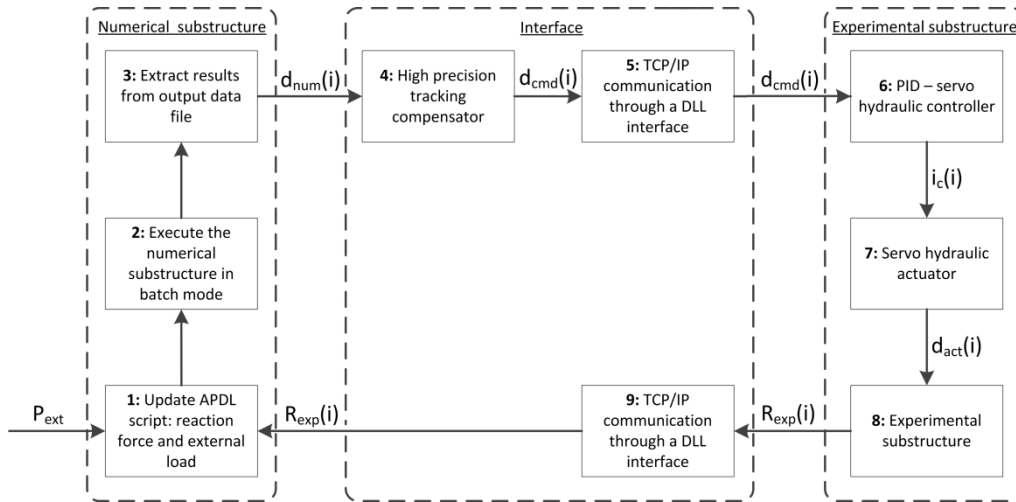 Numerical substructure
3: Extract results
from output data
file
2: Execute the
numerical
substructure in
batch mode
1: Update APDL
script: reaction
force and external
load
P_ext
d_num(i)
Interface
4: High precision
tracking
compensator
d_cmd(i)
5: TCP/IP
communication
through a DLL
interface
d_cmd(i)
Experimental substructure
6: PID – servo
hydraulic controller
i_c(i)
7: Servo hydraulic
actuator
d_act(i)
8: Experimental
substructure
R_exp(i)
9: TCP/IP
communication
through a DLL
interface
R_exp(i)